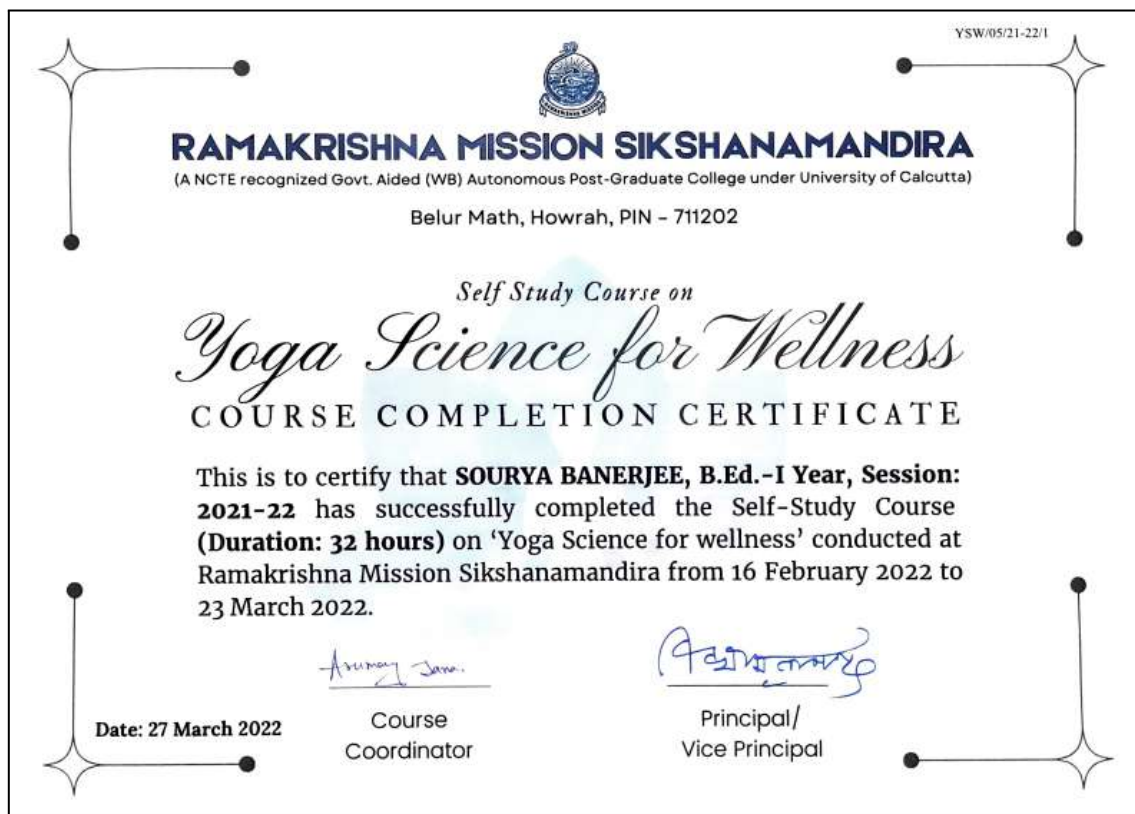 YSW/05/21-22/1
RAMAKRISHNA MISSION SIKSHANAMANDIRA
(A NCTE recognized Govt. Aided (WB) Autonomous Post-Graduate College under University of Calcutta)
Belur Math, Howrah, PIN – 711202
Self Study Course on
Yoga Science for Wellness
COURSE COMPLETION CERTIFICATE
This is to certify that SOURYA BANERJEE, B.Ed.-I Year, Session:
2021-22 has successfully completed the Self-Study Course
(Duration: 32 hours) on ‘Yoga Science for wellness’ conducted at
Ramakrishna Mission Sikshanamandira from 16 February 2022 to
23 March 2022.
Jana.
Date: 27 March 2022
Course
Coordinator
Principal/
Vice Principal